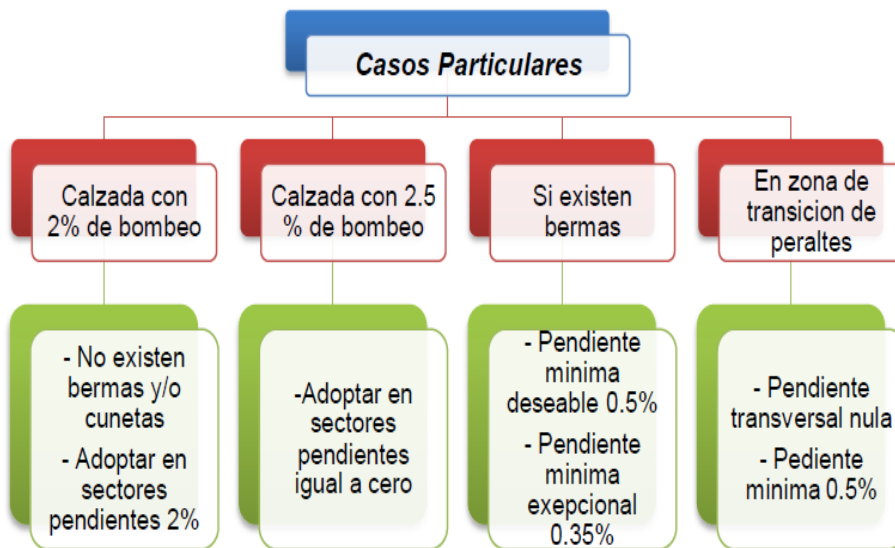 Casos Particulares
Calzada con
2% de bombeo
Calzada con 2.5
% de bombeo
Si existen
bermas
En zona de
transicion de
peraltes
- No existen
bermas y/o
cunetas
- Adoptar en
sectores
pendientes 2%
-Adoptar en
sectores
pendientes
igual a cero
- Pendiente
minima
deseable 0.5%
- Pendiente
minima
exepcional
0.35%
- Pendiente
transversal nula
- Pediente
minima 0.5%